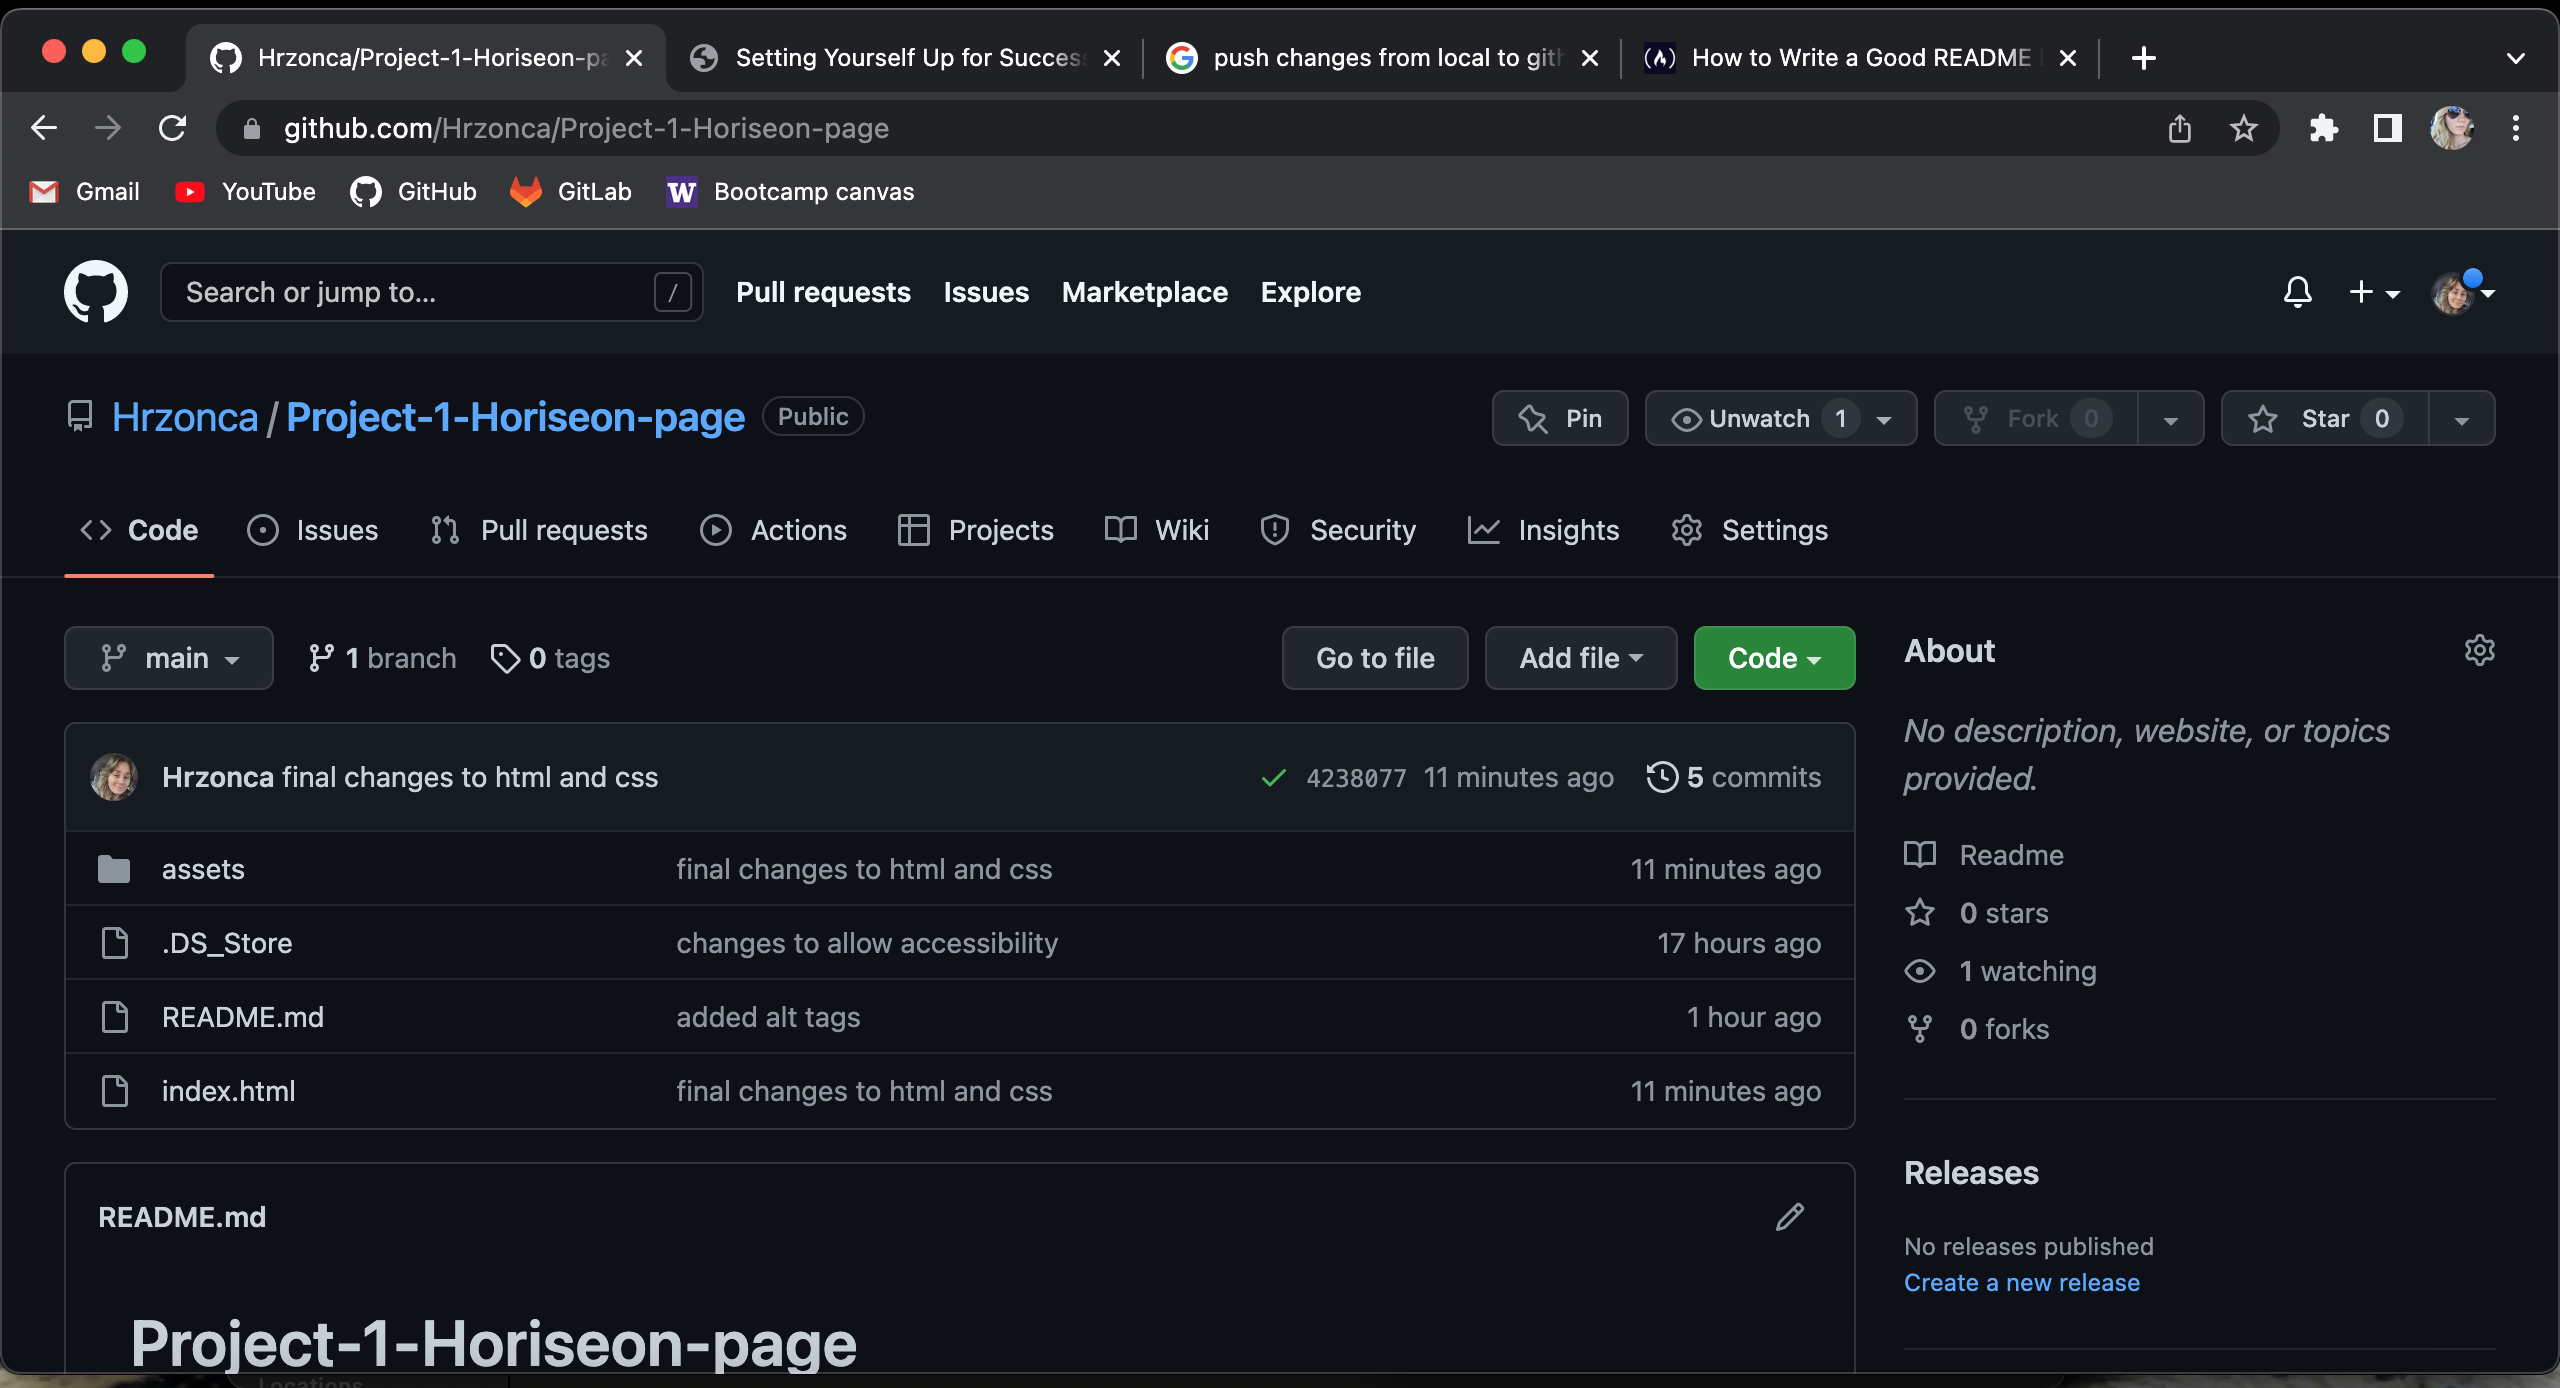 Hrzonca/Project-1-Horiseon-pa
Setting Yourself Up for Success
push changes from local to gith
How to Write a Good README
github.com/Hrzonca/Project-1-Horiseon-page
Gmail
YouTube
GitHub
GitLab
W Bootcamp canvas
Search or jump to... /
Pull requests
Issues
Marketplace
Explore
Hrzonca / Project-1-Horiseon-page Public
Pin
Unwatch 1
Fork 0
Star 0
Code
Issues
Pull requests
Actions
Projects
Wiki
Security
Insights
Settings
main
1 branch
0 tags
Go to file
Add file
Code
Hrzonca final changes to html and css
4238077 11 minutes ago
5 commits
assets final changes to html and css 11 minutes ago
.DS_Store changes to allow accessibility 17 hours ago
README.md added alt tags 1 hour ago
index.html final changes to html and css 11 minutes ago
README.md
Project-1-Horiseon-page
About
No description, website, or topics
provided.
Readme
0 stars
1 watching
0 forks
Releases
No releases published
Create a new release
Locations